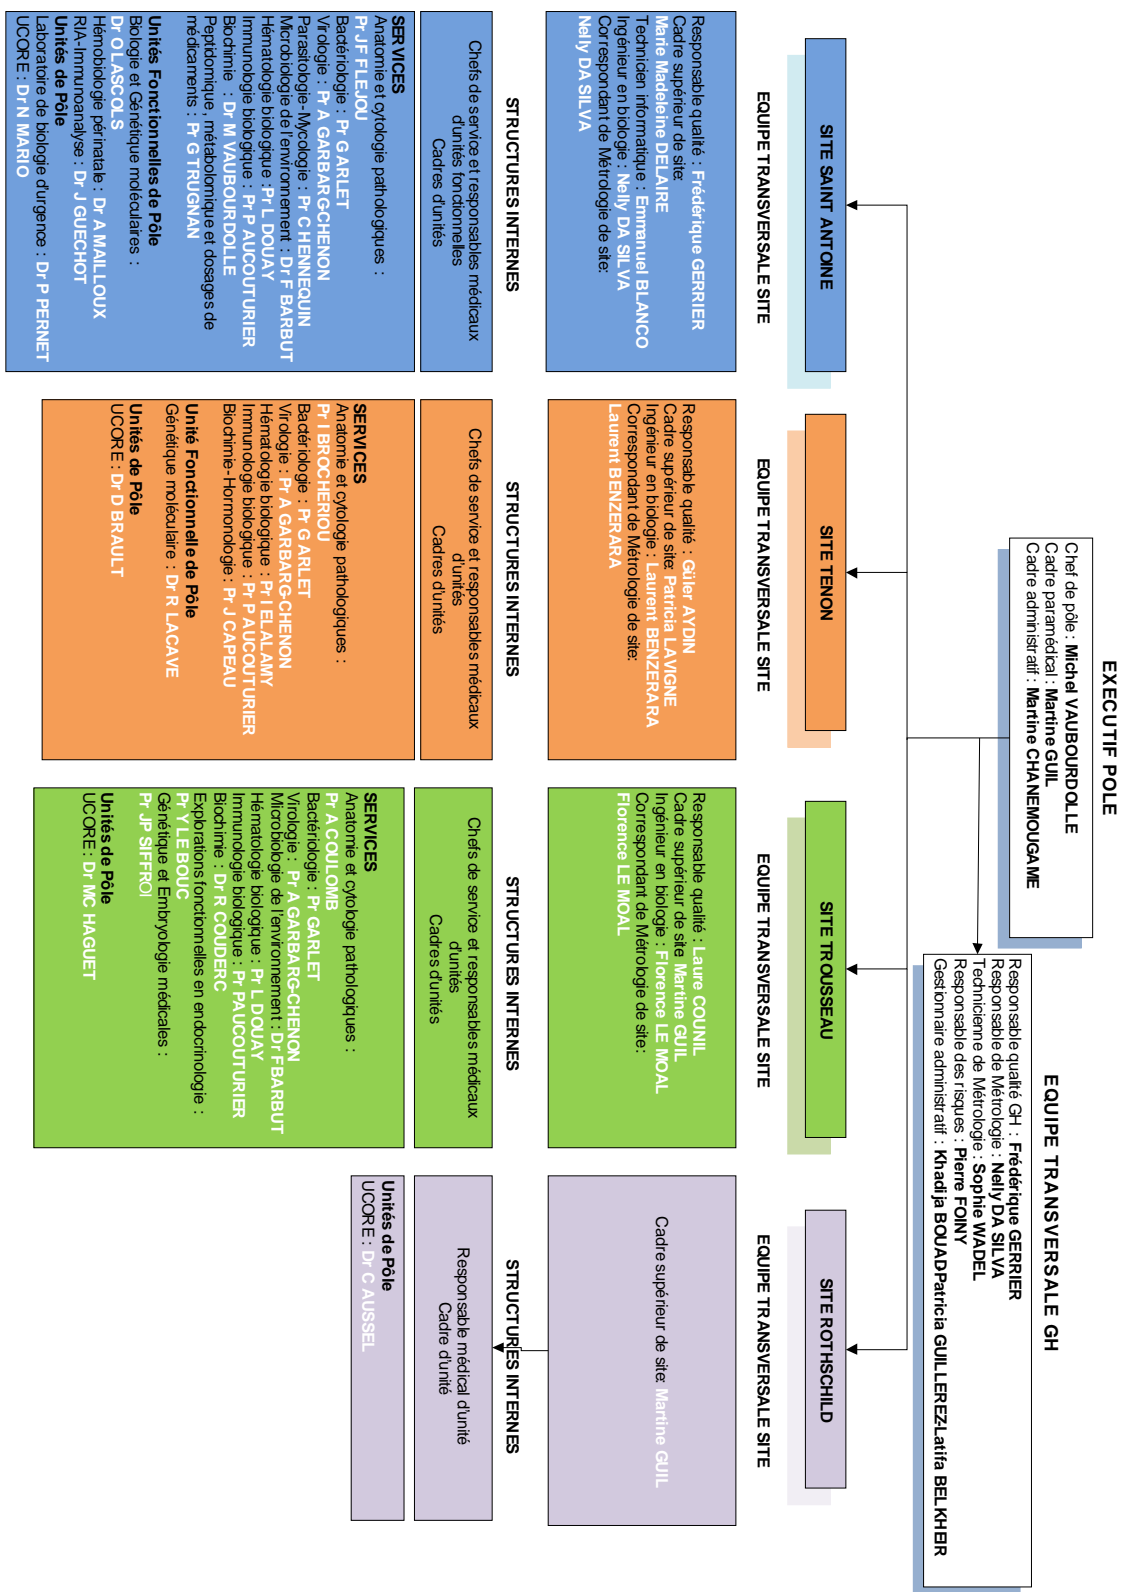 EXECUTIF POLE
Chef de pôle : Michel VAUBOURDOLLE
Cadre paramédical : Martine GUIL
Cadre administratif : Martine CHANEMOUGAME
EQUIPE TRANSVERSALE GH
Responsable qualité GH : Frédérique GERRIER
Responsable de Métrologie : Nelly DA SILVA
Technicienne de Métrologie : Sophie WADEL
Responsable des risques : Pierre FOINY
Gestionnaire administratif : Khadija BOUAD-Patricia GUILLEREZ-Latifa BELKHEIR
SITE SAINT ANTOINE
EQUIPE TRANSVERSALE SITE
Responsable qualité : Frédérique GERRIER
Cadre supérieur de site:
Marie Madeleine DELAIRE
Technicien informatique : Emmanuel BLANCO
Ingénieur en biologie : Nelly DA SILVA
Correspondant de Métrologie de site:
Nelly DA SILVA
STRUCTURES INTERNES
Chefs de service et responsables médicaux
d'unités fonctionnelles
Cadres d'unités
SERVICES
Anatomie et cytologie pathologiques :
Pr JF FLEJOU
Bactériologie : Pr G ARLET
Virologie : Pr A GARBARG-CHENON
Parasitologie-Mycologie : Pr C HENNEQUIN
Microbiologie de l'environnement : Dr F BARBUT
Hématologie biologique : Pr L DOUAY
Immunologie biologique : Pr P AUCOUTURIER
Biochimie : Dr M VAUBOURDOLLE
Peptidomique, métabolomique et dosages de
médicaments : Pr G TRUGNAN
Unités Fonctionnelles de Pôle
Biologie et Génétique moléculaires :
Dr O LASCOLS
Hémobiologie périnatale : Dr A MAILLOUX
RIA-Immunoanalyse : Dr J GUECHOT
Unités de Pôle
Laboratoire de biologie d'urgence : Dr P PERNET
UCORE : Dr N MARIO
SITE TENON
EQUIPE TRANSVERSALE SITE
Responsable qualité : Güler AYDIN
Cadre supérieur de site: Patricia LAVIGNE
Ingénieur en biologie : Laurent BENZERARA
Correspondant de Métrologie de site:
Laurent BENZERARA
STRUCTURES INTERNES
Chefs de service et responsables médicaux
d'unités
Cadres d'unités
SERVICES
Anatomie et cytologie pathologiques :
Pr I BROCHERIOU
Bactériologie : Pr G ARLET
Virologie : Pr A GARBARG-CHENON
Hématologie biologique : Pr I ELALAMY
Immunologie biologique : Pr P AUCOUTURIER
Biochimie-Hormonologie : Pr J CAPEAU
Unité Fonctionnelle de Pôle
Génétique moléculaire : Dr R LACAVE
Unités de Pôle
UCORE : Dr D BRAULT
SITE TROUSSEAU
EQUIPE TRANSVERSALE SITE
Responsable qualité : Laure COUNIL
Cadre supérieur de site: Martine GUIL
Ingénieur en biologie : Florence LE MOAL
Correspondant de Métrologie de site:
Florence LE MOAL
STRUCTURES INTERNES
Chefs de service et responsables médicaux
d'unités
Cadres d'unités
SERVICES
Anatomie et cytologie pathologiques :
Pr A COULOMB
Bactériologie : Pr G ARLET
Virologie : Pr A GARBARG-CHENON
Microbiologie de l'environnement : Dr F BARBUT
Hématologie biologique : Pr L DOUAY
Immunologie biologique : Pr P AUCOUTURIER
Biochimie : Dr R COUDERC
Explorations fonctionnelles en endocrinologie :
Pr Y LE BOUC
Génétique et Embryologie médicales :
Pr JP SIFFROI
Unités de Pôle
UCORE : Dr MC HAGUET
SITE ROTHSCHILD
EQUIPE TRANSVERSALE SITE
Cadre supérieur de site: Martine GUIL
STRUCTURES INTERNES
Responsable médical d'unité
Cadre d'unité
Unités de Pôle
UCORE : Dr C AUSSEL